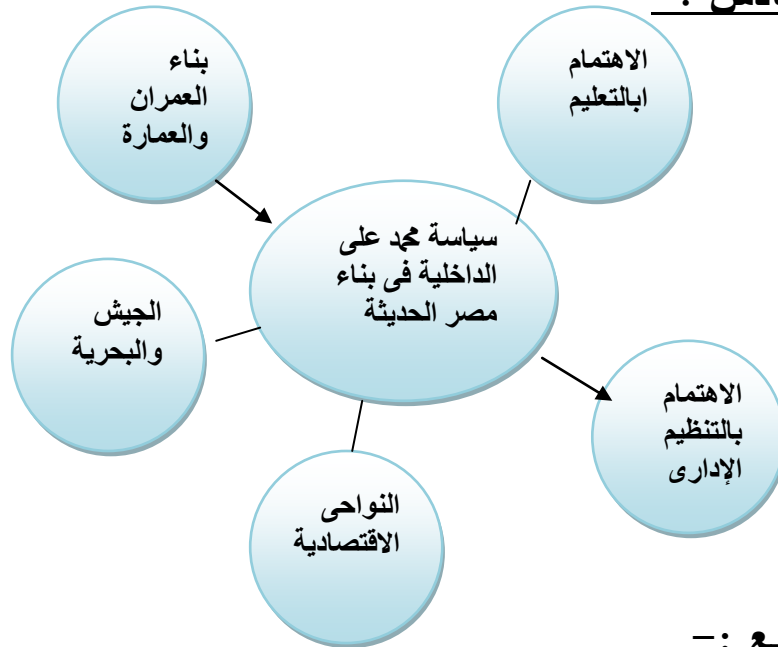 الاهتمام
ابالتعليم
بناء
العمران
والعمارة
سياسة محمد على
الداخلية فى بناء
مصر الحديثة
الجيش
والبحرية
الاهتمام
بالتنظيم
الإدارى
النواحى
الاقتصادية